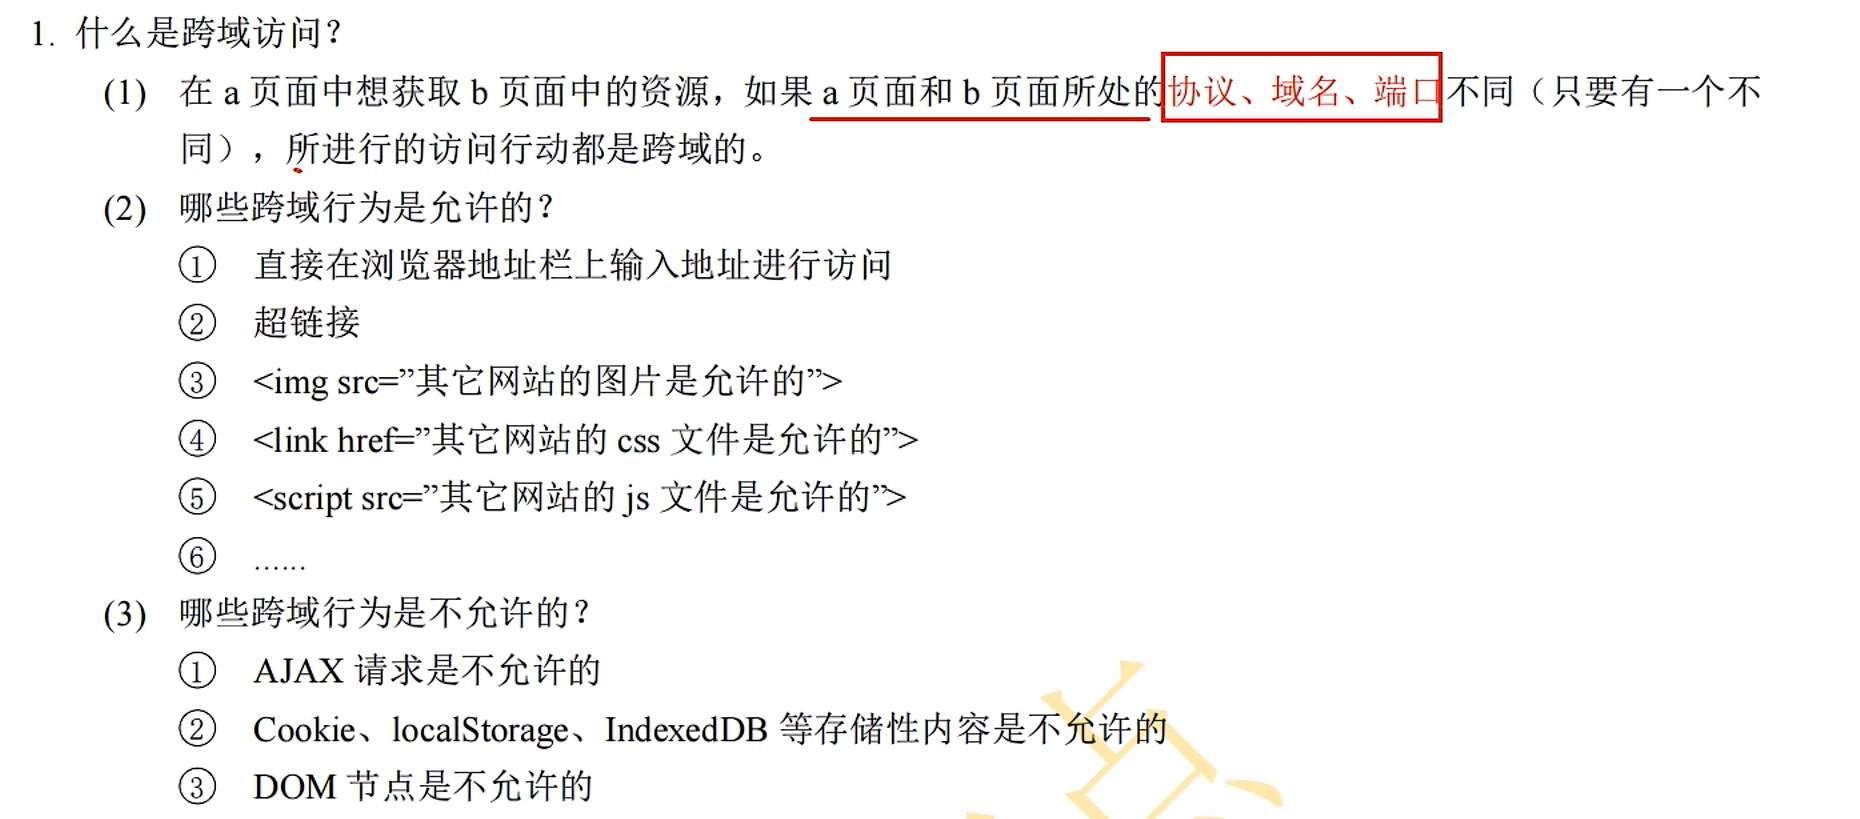 1. 什么是跨域访问？
(1) 在 a 页面中想获取 b 页面中的资源，如果 a 页面和 b 页面所处的协议、域名、端口不同（只要有一个不
同），所进行的访问行动都是跨域的。
(2) 哪些跨域行为是允许的？
① 直接在浏览器地址栏上输入地址进行访问
② 超链接
③ <img src=”其它网站的图片是允许的”>
④ <link href=”其它网站的 css 文件是允许的”>
⑤ <script src=”其它网站的 js 文件是允许的”>
⑥ ……
(3) 哪些跨域行为是不允许的？
① AJAX 请求是不允许的
② Cookie、localStorage、IndexedDB 等存储性内容是不允许的
③ DOM 节点是不允许的